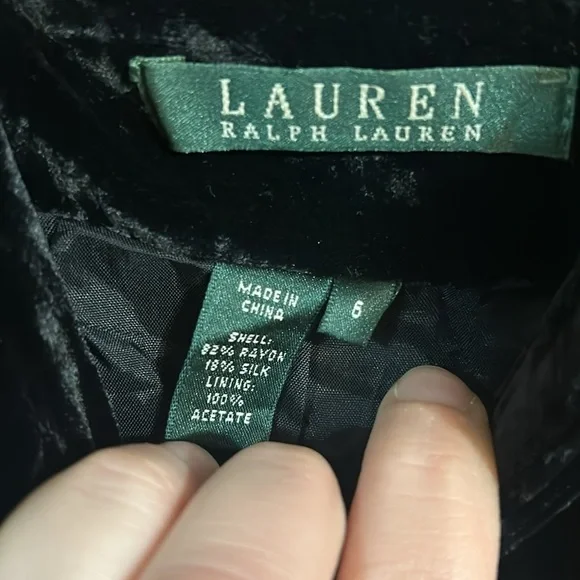 LAUREN
RALPH LAUREN
MADE IN
CHINA
6
SHELL:
82% RAYON
18% SILK
LINING:
100%
ACETATE